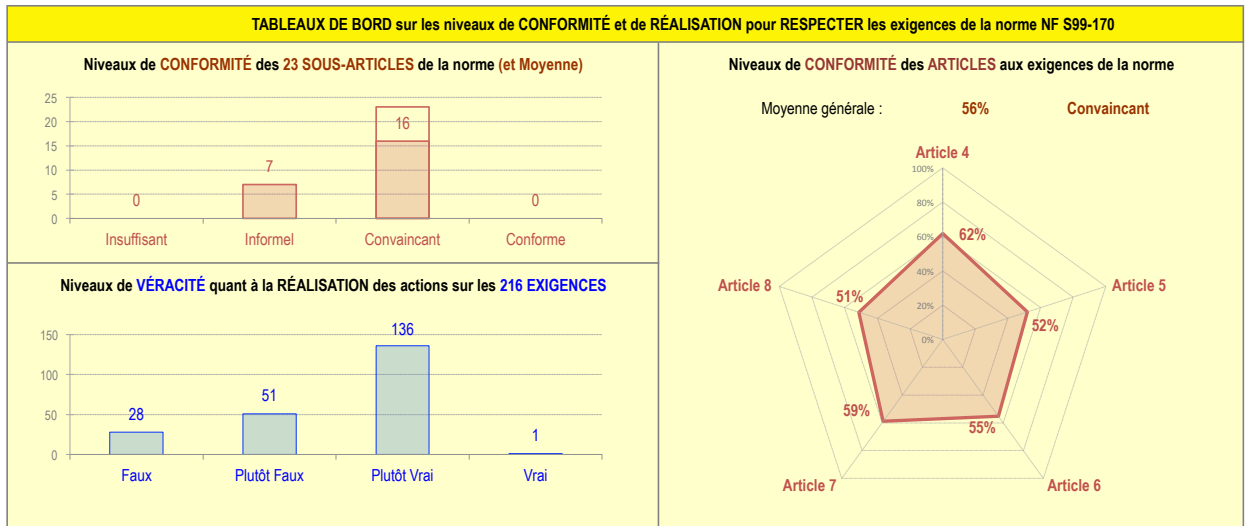 TABLEAUX DE BORD sur les niveaux de CONFORMITÉ et de RÉALISATION pour RESPECTER les exigences de la norme NF S99-170
Niveaux de CONFORMITÉ des 23 SOUS-ARTICLES de la norme (et Moyenne)
25
20
15
10
5
0
0
7
16
0
Insuffisant
Informel
Convaincant
Conforme
Niveaux de VÉRACITÉ quant à la RÉALISATION des actions sur les 216 EXIGENCES
150
100
50
0
28
51
136
1
Faux
Plutôt Faux
Plutôt Vrai
Vrai
Niveaux de CONFORMITÉ des ARTICLES aux exigences de la norme
Moyenne générale : 56% Convaincant
Article 4
100%
80%
60%
40%
20%
0%
62%
Article 5
52%
Article 6
55%
Article 7
59%
Article 8
51%